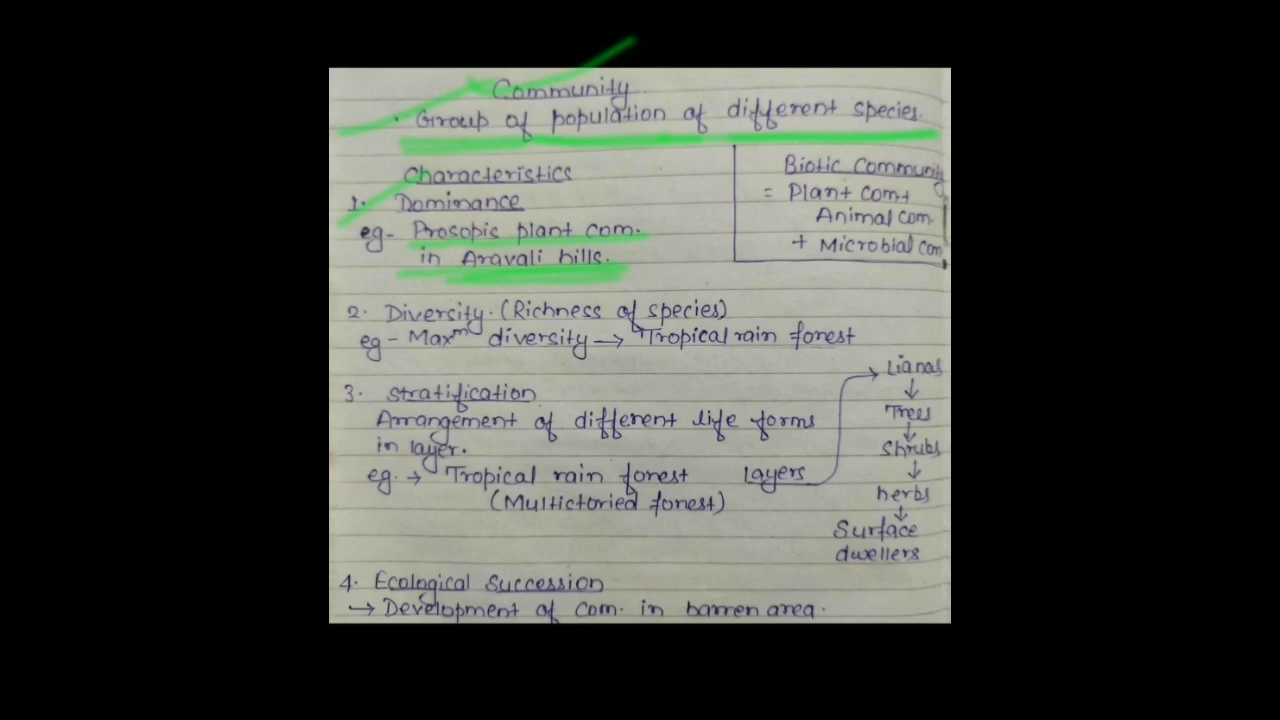 Community
. Group of population of different species.
Characteristics
1. Dominance
eg- Prosopis plant com.
in Aravali hills.
Biotic Community
= Plant com+
Animal com.
+ Microbial com
2. Diversity. (Richness of species)
eg - Maxm diversity → Tropical rain forest
3. Stratification
Arrangement of different life forms
in layer.
eg. → Tropical rain forest layers
(Multictoried forest)
→ Lianas
↓
Trees
↓
Shrubs
↓
herbs
↓
Surface
dwellers
4. Ecological Succession
→ Development of com. in barren area.